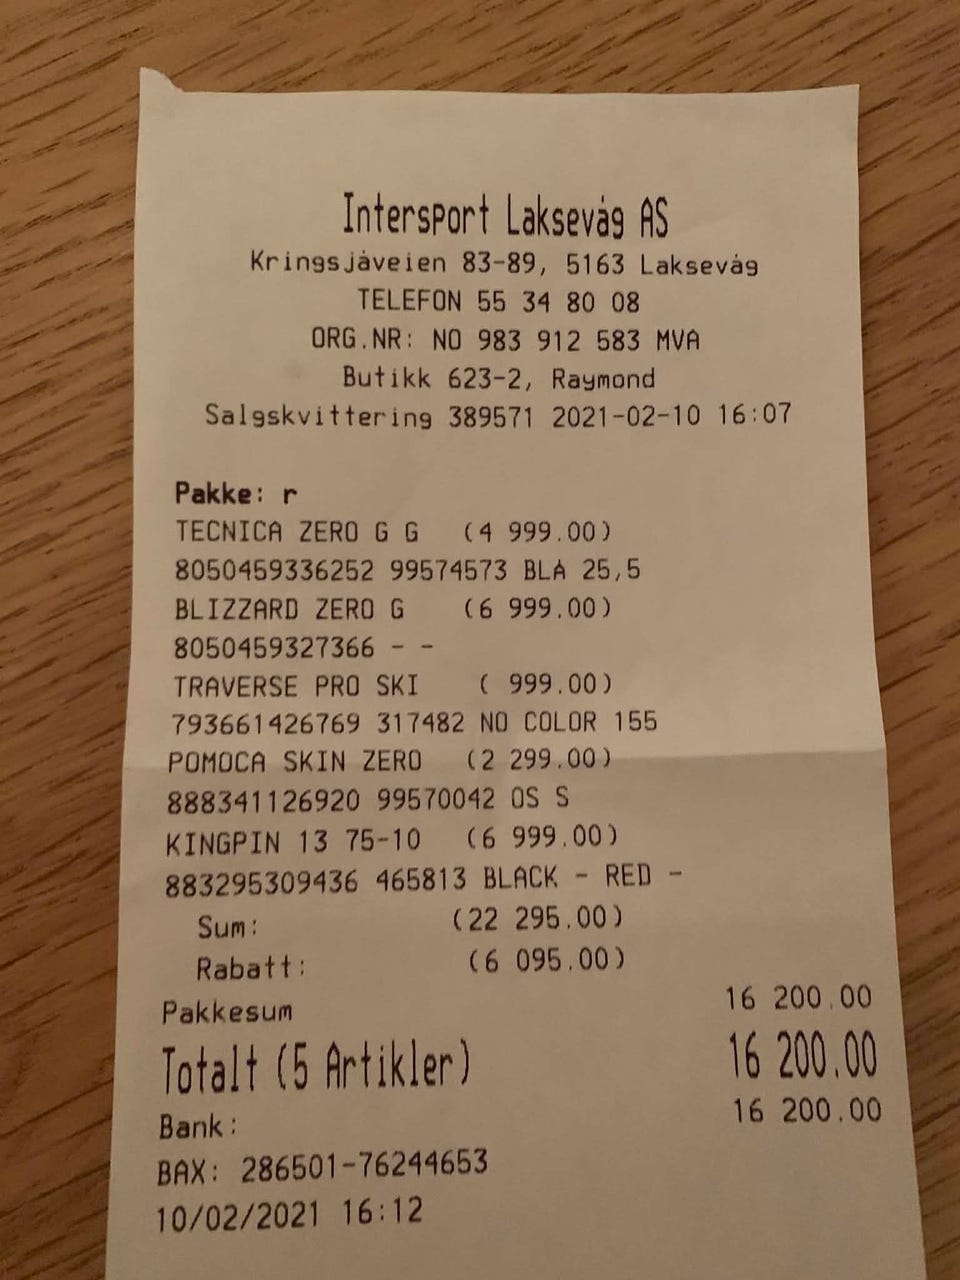 Intersport Laksevåg AS
Kringsjåveien 83-89, 5163 Laksevåg
TELEFON 55 34 80 08
ORG.NR: NO 983 912 583 MVA
Butikk 623-2, Raymond
Salgskvittering 389571 2021-02-10 16:07
Pakke: r
TECNICA ZERO G G (4 999.00)
8050459336252 99574573 BLÅ 25,5
BLIZZARD ZERO G (6 999.00)
8050459327366 - -
TRAVERSE PRO SKI ( 999.00)
793661426769 317482 NO COLOR 155
POMOCA SKIN ZERO (2 299.00)
888341126920 99570042 OS S
KINGPIN 13 75-10 (6 999.00)
883295309436 465813 BLACK - RED -
Sum: (22 295.00)
Rabatt: (6 095.00)
Pakkesum 16 200.00
Totalt (5 Artikler) 16 200.00
Bank: 16 200.00
BAX: 286501-76244653
10/02/2021 16:12